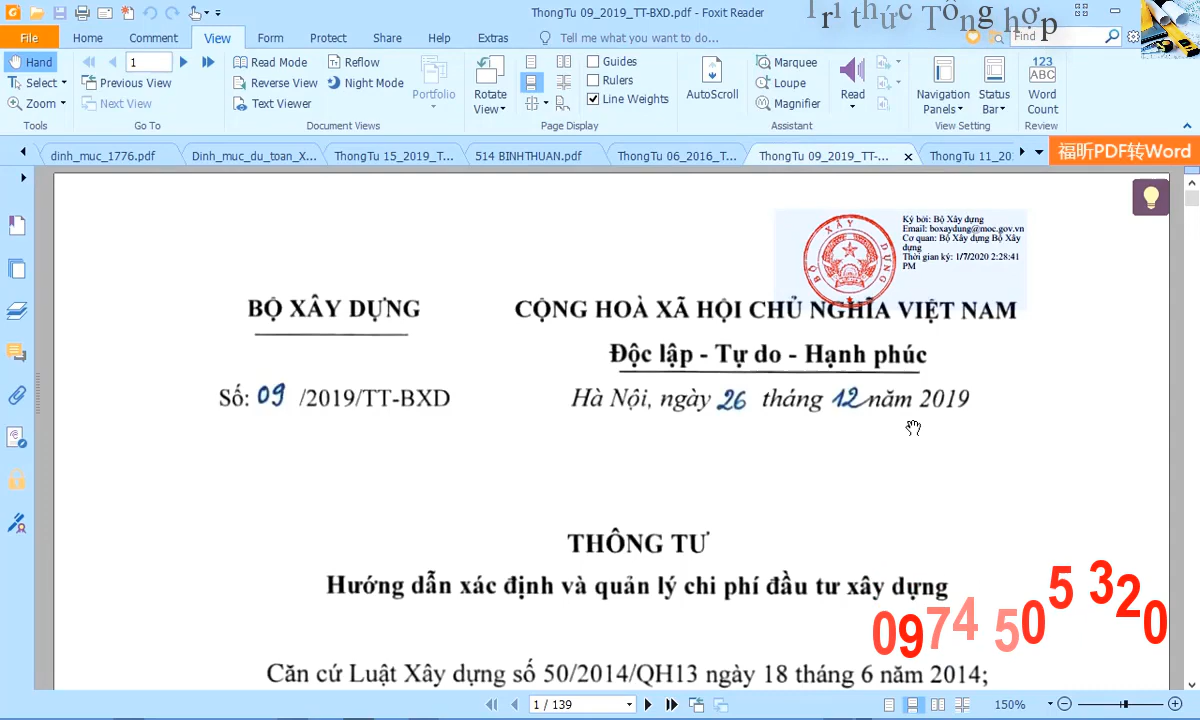 ThongTu 09_2019_TT-BXD.pdf - Foxit Reader
Tri thức Tổng hợp
File Home Comment View Form Protect Share Help Extras Tell me what you want to do... Find
Hand
Select
Zoom
Tools
1
Previous View
Next View
Go To
Read Mode
Reverse View
Text Viewer
Reflow
Night Mode
Portfolio
Document Views
Rotate View
Guides
Rulers
Line Weights
Page Display
AutoScroll
Marquee
Loupe
Magnifier
Read
Assistant
Navigation Panels
Status Bar
View Setting
123
ABC
Word Count
Review
dinh_muc_1776.pdf Dinh_muc_du_toan_X... ThongTu 15_2019_T... 514 BINHTHUAN.pdf ThongTu 06_2016_T... ThongTu 09_2019_TT-... ThongTu 11_20 福昕PDF转Word
BỘ XÂY DỰNG
Ký bởi: Bộ Xây dựng
Email: boxaydung@moc.gov.vn
Cơ quan: Bộ Xây dựng Bộ Xây
dựng
Thời gian ký: 1/7/2020 2:28:41
PM
BỘ XÂY DỰNG
CỘNG HOÀ XÃ HỘI CHỦ NGHĨA VIỆT NAM
Độc lập - Tự do - Hạnh phúc
Số: 09 /2019/TT-BXD
Hà Nội, ngày 26 tháng 12 năm 2019
THÔNG TƯ
Hướng dẫn xác định và quản lý chi phí đầu tư xây dựng
0974 505 320
Căn cứ Luật Xây dựng số 50/2014/QH13 ngày 18 tháng 6 năm 2014;
1 / 139
150%